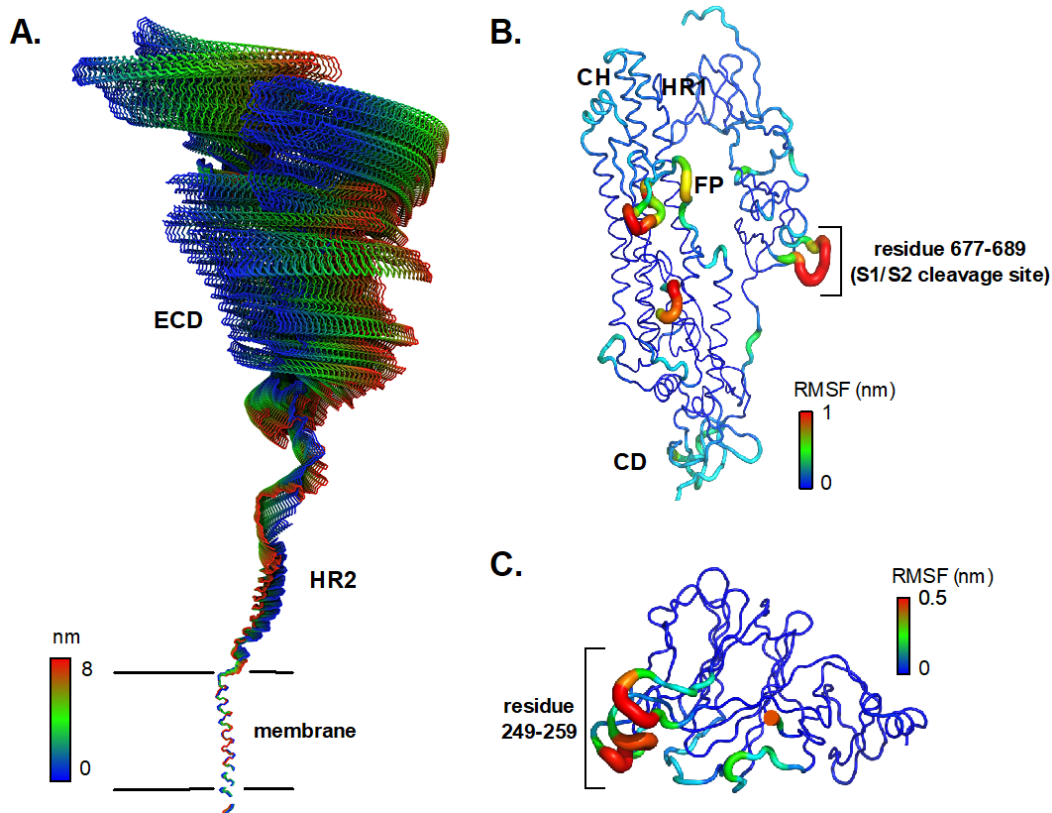 A.
ECD
HR2
nm
8
0
membrane
B.
CH
HR1
FP
residue 677-689
(S1/S2 cleavage site)
RMSF (nm)
1
0
CD
C.
RMSF (nm)
0.5
0
residue
249-259